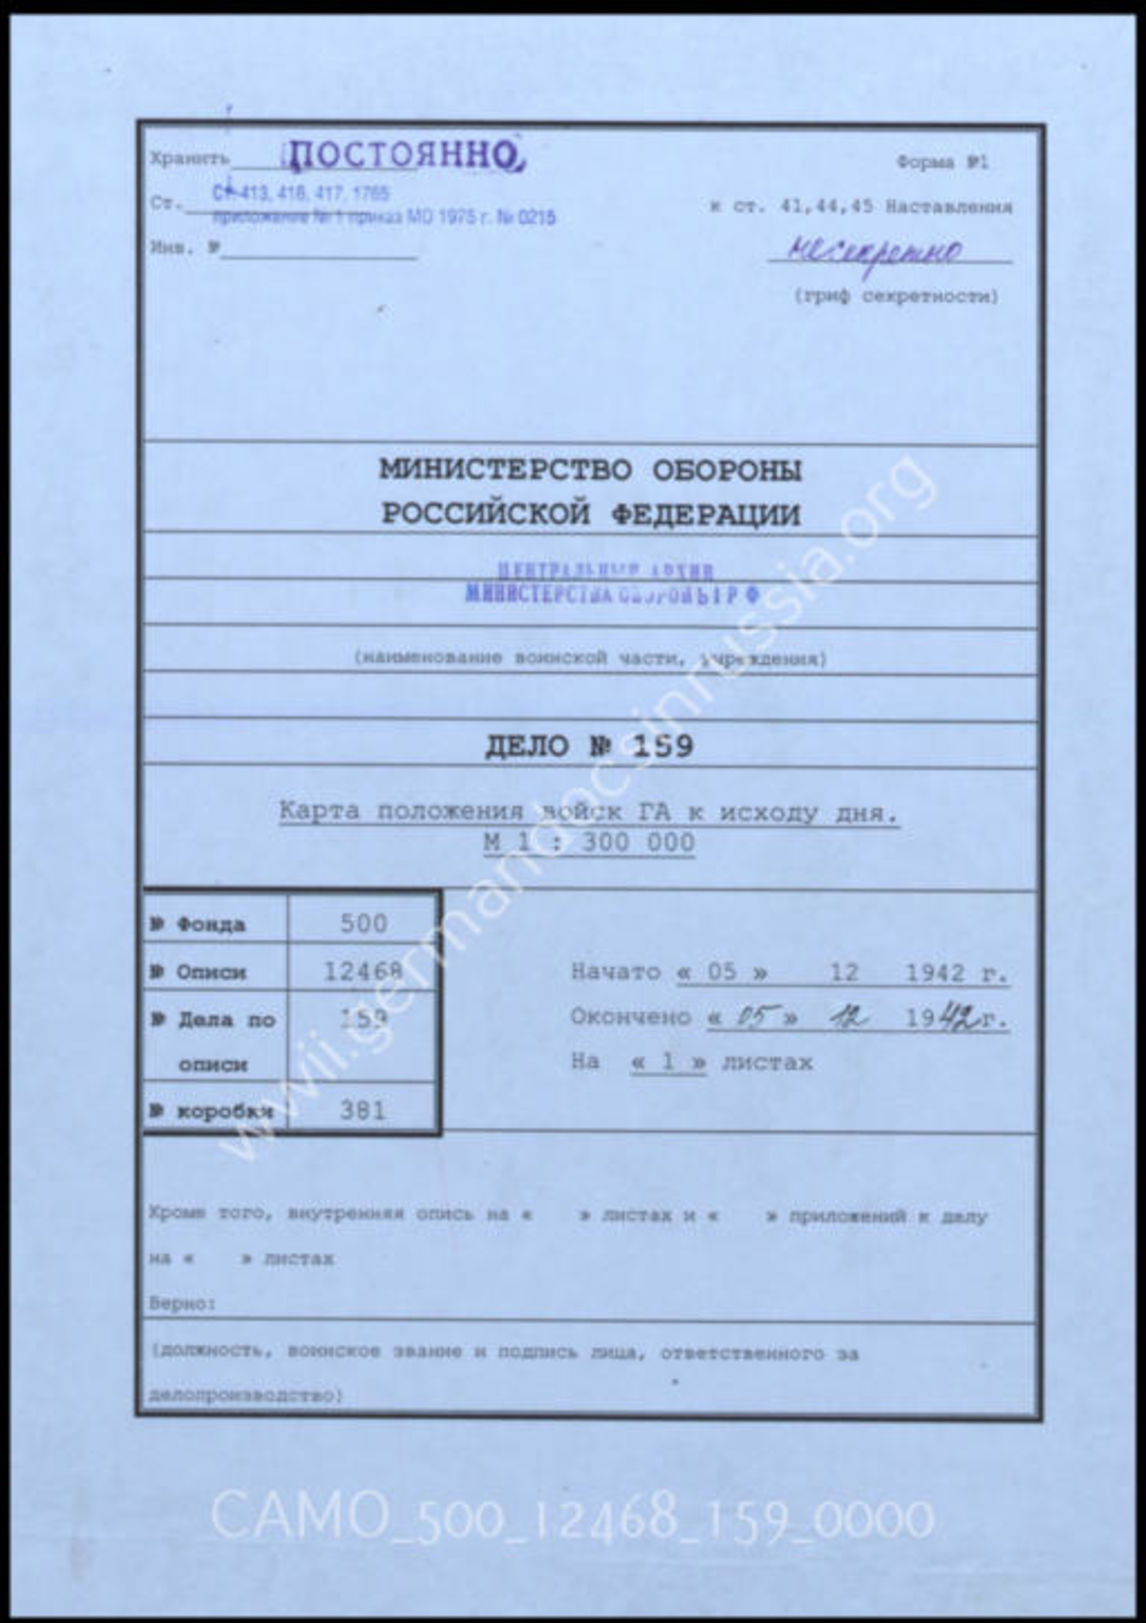 Хранить ПОСТОЯННО
Форма №1
Ст. Ст. 413, 416, 417, 1765
приложение № 1 приказ МО 1975 г. № 0215
к ст. 41,44,45 Наставления
Инв. №
несекретно
(гриф секретности)
МИНИСТЕРСТВО ОБОРОНЫ
РОССИЙСКОЙ ФЕДЕРАЦИИ
ЦЕНТРАЛЬНЫЙ АРХИВ
МИНИСТЕРСТВА ОБОРОНЫ РФ
(наименование воинской части, учреждения)
ДЕЛО № 159
Карта положения войск ГА к исходу дня.
М 1 : 300 000
№ Фонда 500
№ Описи 12468
№ Дела по описи 159
№ коробки 381
Начато « 05 » 12 1942 г.
Окончено « 05 » 12 1942г.
На « 1 » листах
Кроме того, внутренняя опись на « » листах и « » приложений к делу
на « » листах
Верно:
(должность, воинское звание и подпись лица, ответственного за
делопроизводство)
wwii.germandocsinrussia.org
CAMO_500_12468_159_0000